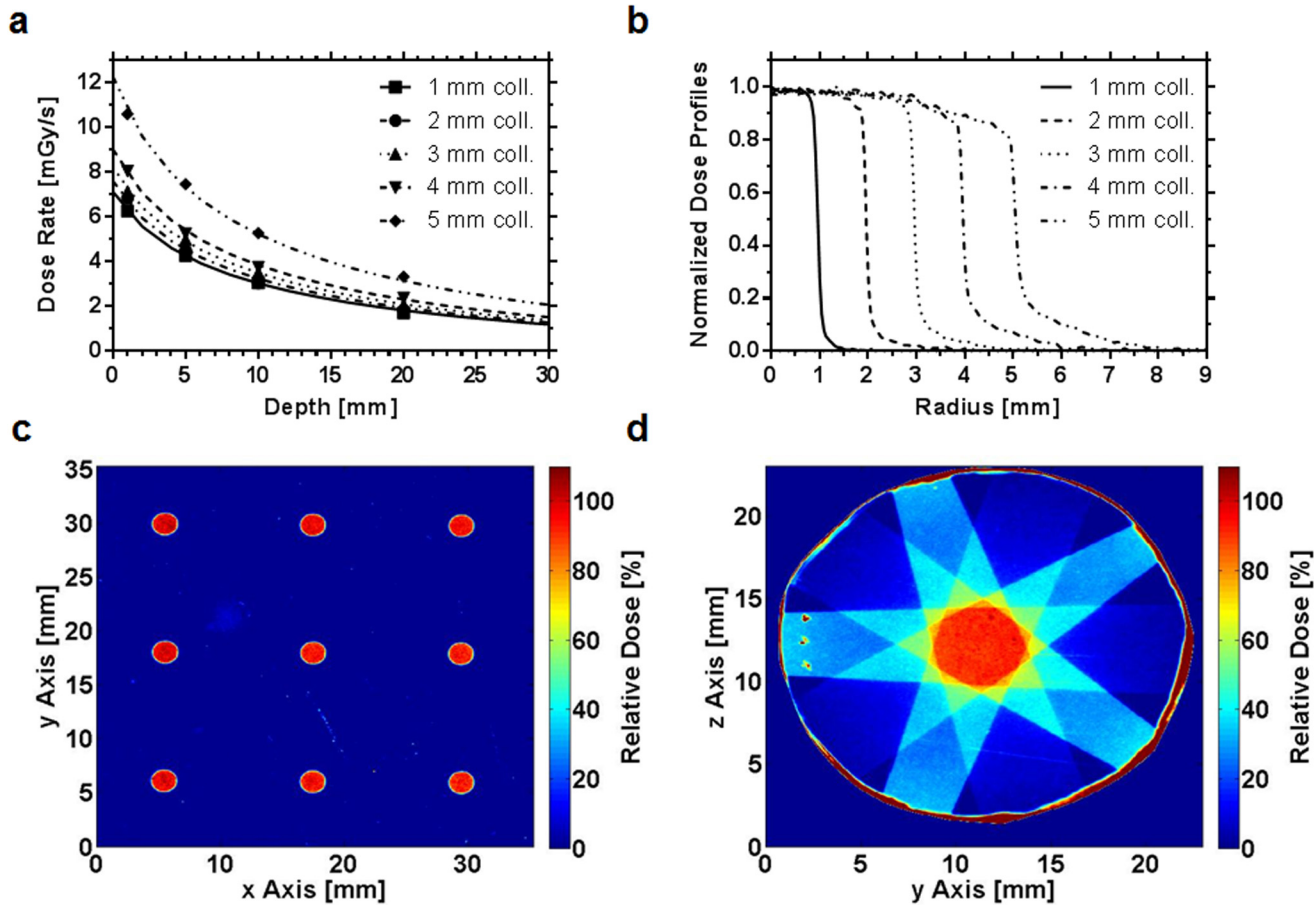 a
Dose Rate [mGy/s]
12
10
8
6
4
2
0
1 mm coll.
2 mm coll.
3 mm coll.
4 mm coll.
5 mm coll.
0 5 10 15 20 25 30
Depth [mm]
b
Normalized Dose Profiles
1.0
0.8
0.6
0.4
0.2
0.0
1 mm coll.
2 mm coll.
3 mm coll.
4 mm coll.
5 mm coll.
0 1 2 3 4 5 6 7 8 9
Radius [mm]
c
y Axis [mm]
35
30
25
20
15
10
5
0
0 10 20 30
x Axis [mm]
100
80
60
40
20
0
Relative Dose [%]
d
z Axis [mm]
20
15
10
5
0
0 5 10 15 20
y Axis [mm]
100
80
60
40
20
0
Relative Dose [%]